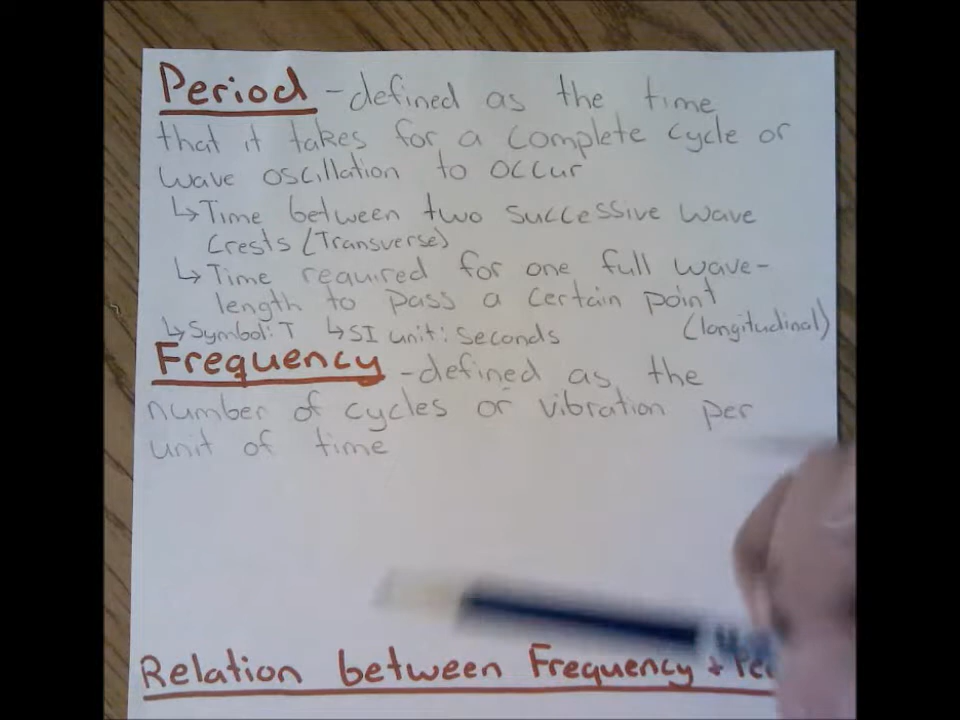 Period - defined as the time
that it takes for a complete cycle or
wave oscillation to occur
↳ Time between two successive wave
crests (Transverse)
↳ Time required for one full wave-
length to pass a certain point
(longitudinal)
↳ Symbol: T ↳ SI unit: Seconds
Frequency - defined as the
number of cycles or vibration per
unit of time
Relation between Frequency +